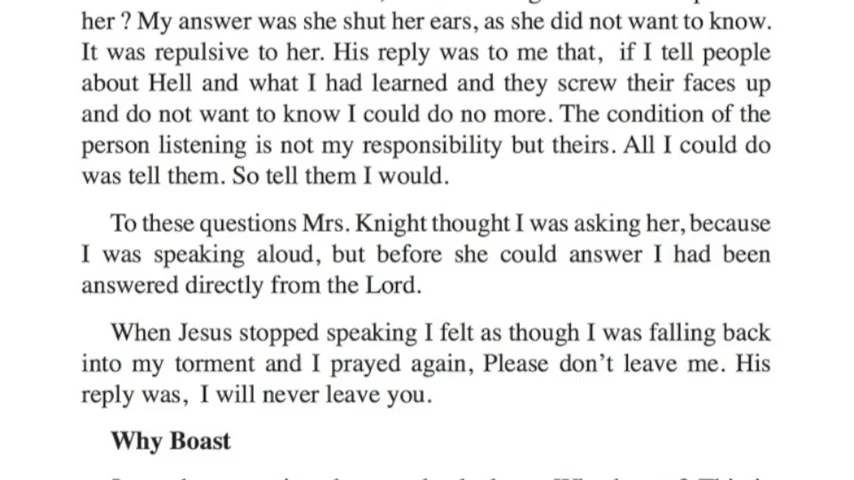 her ? My answer was she shut her ears, as she did not want to know.
It was repulsive to her. His reply was to me that, if I tell people
about Hell and what I had learned and they screw their faces up
and do not want to know I could do no more. The condition of the
person listening is not my responsibility but theirs. All I could do
was tell them. So tell them I would.
To these questions Mrs. Knight thought I was asking her, because
I was speaking aloud, but before she could answer I had been
answered directly from the Lord.
When Jesus stopped speaking I felt as though I was falling back
into my torment and I prayed again, Please don’t leave me. His
reply was, I will never leave you.
Why Boast